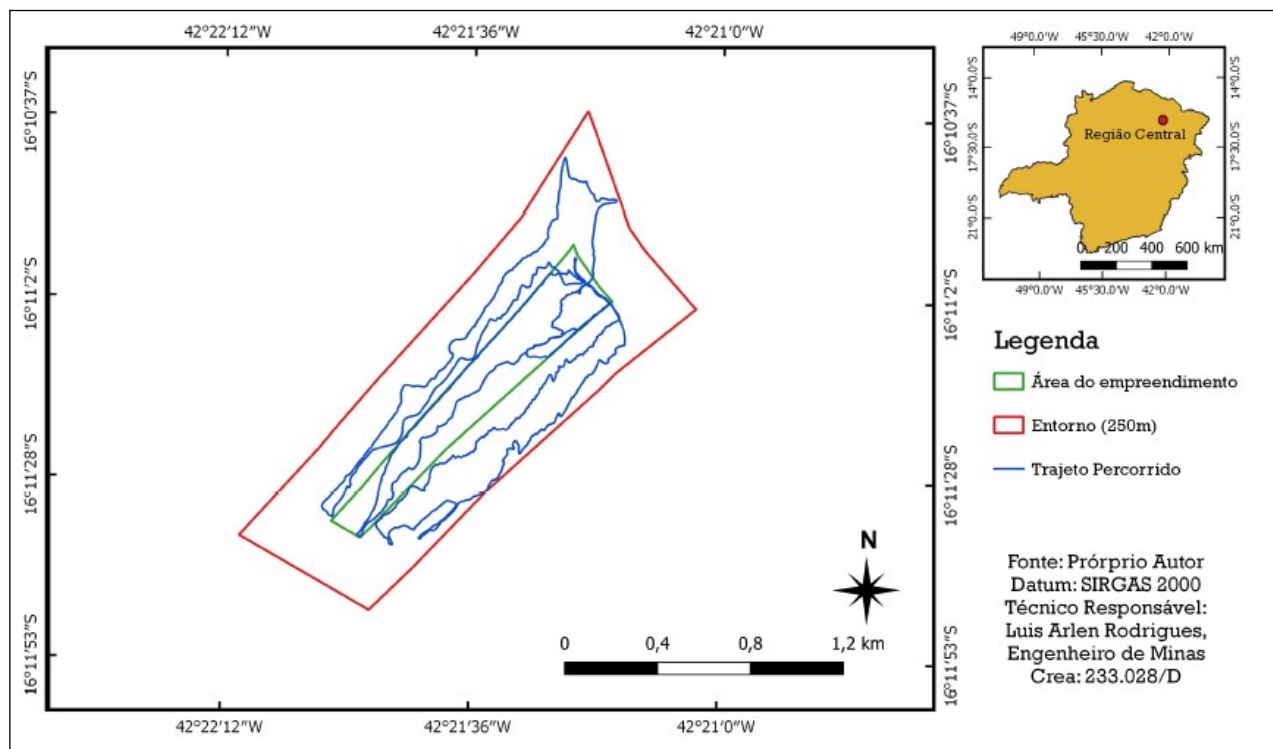 42°22'12"W
42°21'36"W
42°21'0"W
16°10'37"S
16°11'2"S
16°11'28"S
16°11'53"S
16°10'37"S
16°11'2"S
16°11'28"S
16°11'53"S
N
0 0,4 0,8 1,2 km
42°22'12"W
42°21'36"W
42°21'0"W
49°0.0'W
45°30.0'W
42°0.0'W
14°0.0'S
17°30.0'S
21°0.0'S
14°0.0'S
17°30.0'S
21°0.0'S
Região Central
0 200 400 600 km
49°0.0'W
45°30.0'W
42°0.0'W
Legenda
Área do empreendimento
Entorno (250m)
Trajeto Percorrido
Fonte: Prórprio Autor
Datum: SIRGAS 2000
Técnico Responsável:
Luis Arlen Rodrigues,
Engenheiro de Minas
Crea: 233.028/D